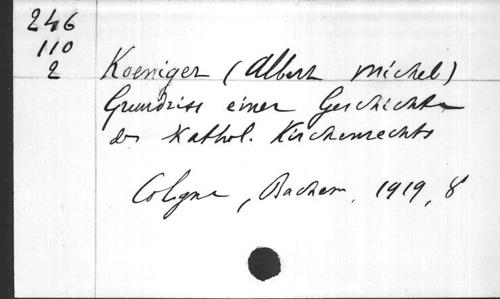 246
110
2
Koeniger (Albert Michel)
Grundriss einer Geschichte
des Kathol. Kirchenrechts
Cologne, Bachem, 1919, 8°